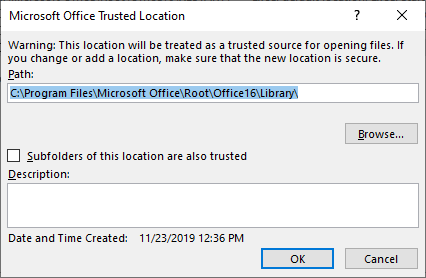 Microsoft Office Trusted Location
Warning: This location will be treated as a trusted source for opening files. If
you change or add a location, make sure that the new location is secure.
Path:
C:\Program Files\Microsoft Office\Root\Office16\Library\
Browse...
Subfolders of this location are also trusted
Description:
Date and Time Created: 11/23/2019 12:36 PM
OK Cancel